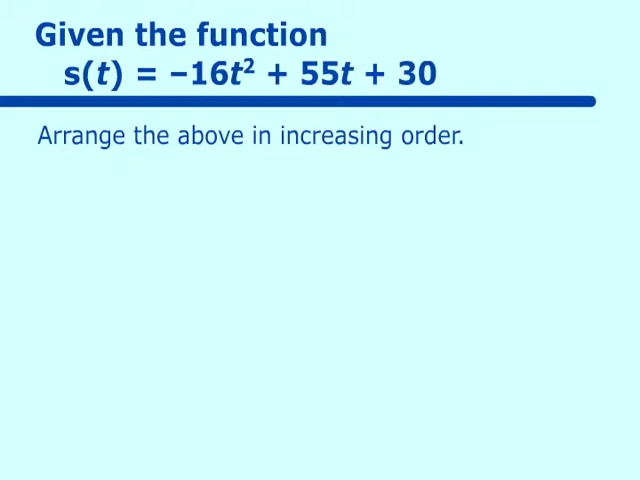 Given the function
s(t) = –16t² + 55t + 30
Arrange the above in increasing order.